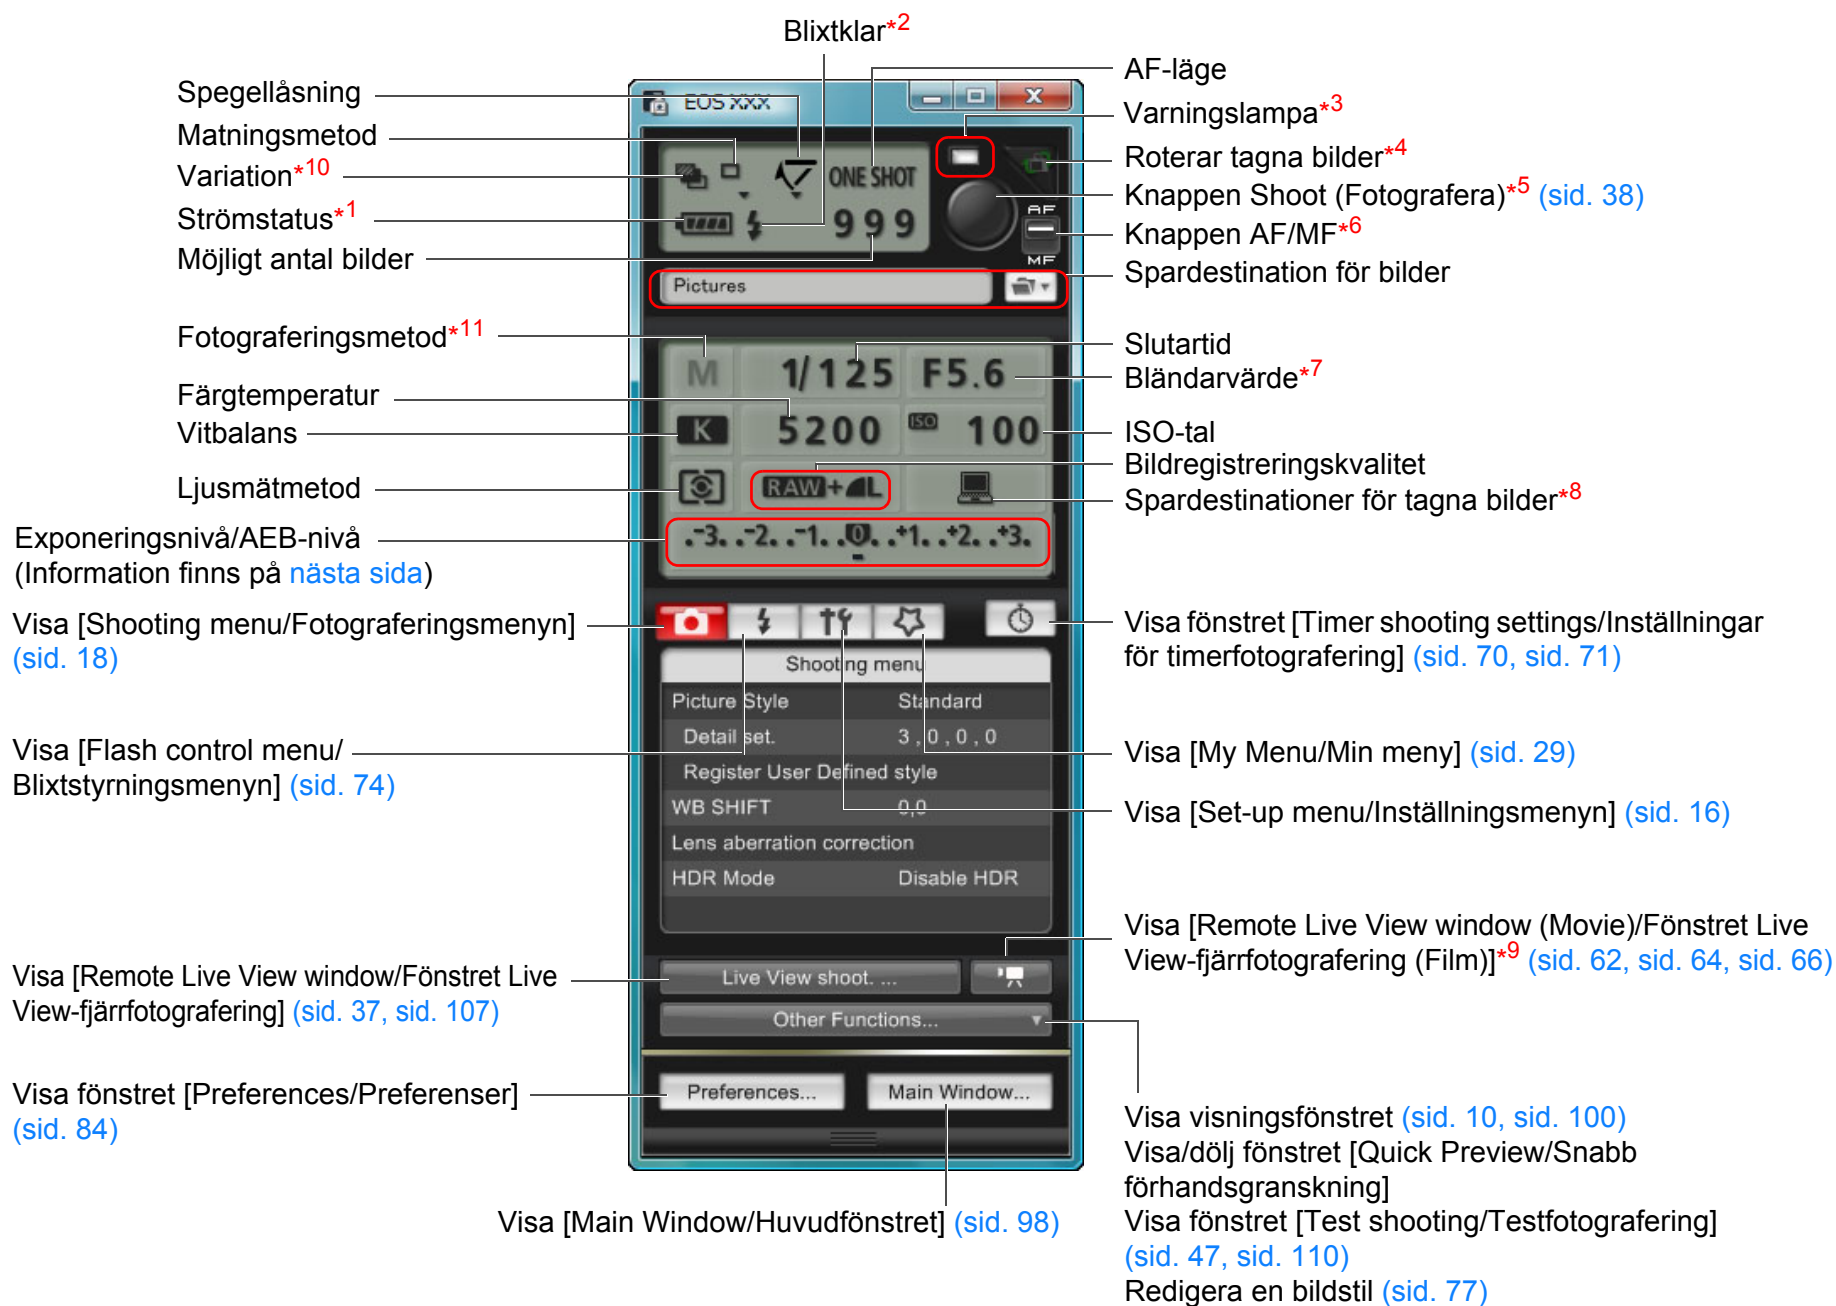 Blixtklar*2
Spegellåsning
Matningsmetod
Variation*10
Strömstatus*1
Möjligt antal bilder
Fotograferingsmetod*11
Färgtemperatur
Vitbalans
Ljusmätmetod
Exponeringsnivå/AEB-nivå
(Information finns på nästa sida)
Visa [Shooting menu/Fotograferingsmenyn]
(sid. 18)
Visa [Flash control menu/
Blixtstyrningsmenyn] (sid. 74)
Visa [Remote Live View window/Fönstret Live
View-fjärrfotografering] (sid. 37, sid. 107)
Visa fönstret [Preferences/Preferenser]
(sid. 84)
EOS XXX
ONE SHOT
999
AF
MF
Pictures
M 1/125 F5.6
K 5200 ISO 100
RAW+L
.-3. .-2. .-1. .0. .+1. .+2. .+3.
Shooting menu
Picture Style Standard
Detail set. 3,0,0,0
Register User Defined style
WB SHIFT 0,0
Lens aberration correction
HDR Mode Disable HDR
Live View shoot. ...
Other Functions...
Preferences... Main Window...
Visa [Main Window/Huvudfönstret] (sid. 98)
AF-läge
Varningslampa*3
Roterar tagna bilder*4
Knappen Shoot (Fotografera)*5 (sid. 38)
Knappen AF/MF*6
Spardestination för bilder
Slutartid
Bländarvärde*7
ISO-tal
Bildregistreringskvalitet
Spardestinationer för tagna bilder*8
Visa fönstret [Timer shooting settings/Inställningar
för timerfotografering] (sid. 70, sid. 71)
Visa [My Menu/Min meny] (sid. 29)
Visa [Set-up menu/Inställningsmenyn] (sid. 16)
Visa [Remote Live View window (Movie)/Fönstret Live
View-fjärrfotografering (Film)]*9 (sid. 62, sid. 64, sid. 66)
Visa visningsfönstret (sid. 10, sid. 100)
Visa/dölj fönstret [Quick Preview/Snabb
förhandsgranskning]
Visa fönstret [Test shooting/Testfotografering]
(sid. 47, sid. 110)
Redigera en bildstil (sid. 77)